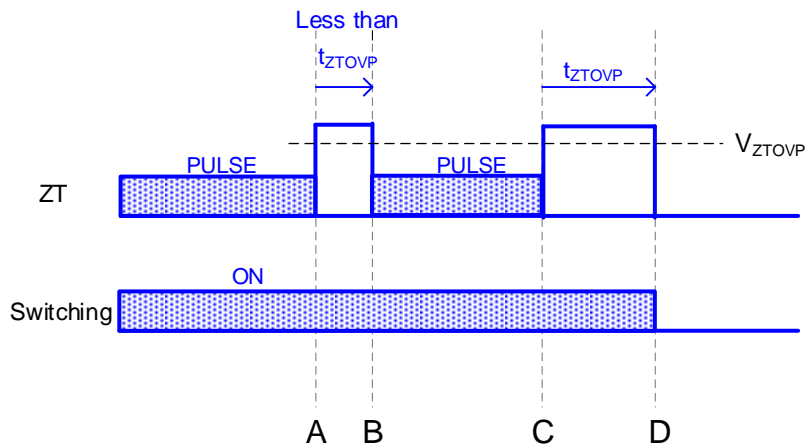 Less than
tZTOVP
tZTOVP
VZTOVP
PULSE
PULSE
ZT
ON
Switching
A B C D